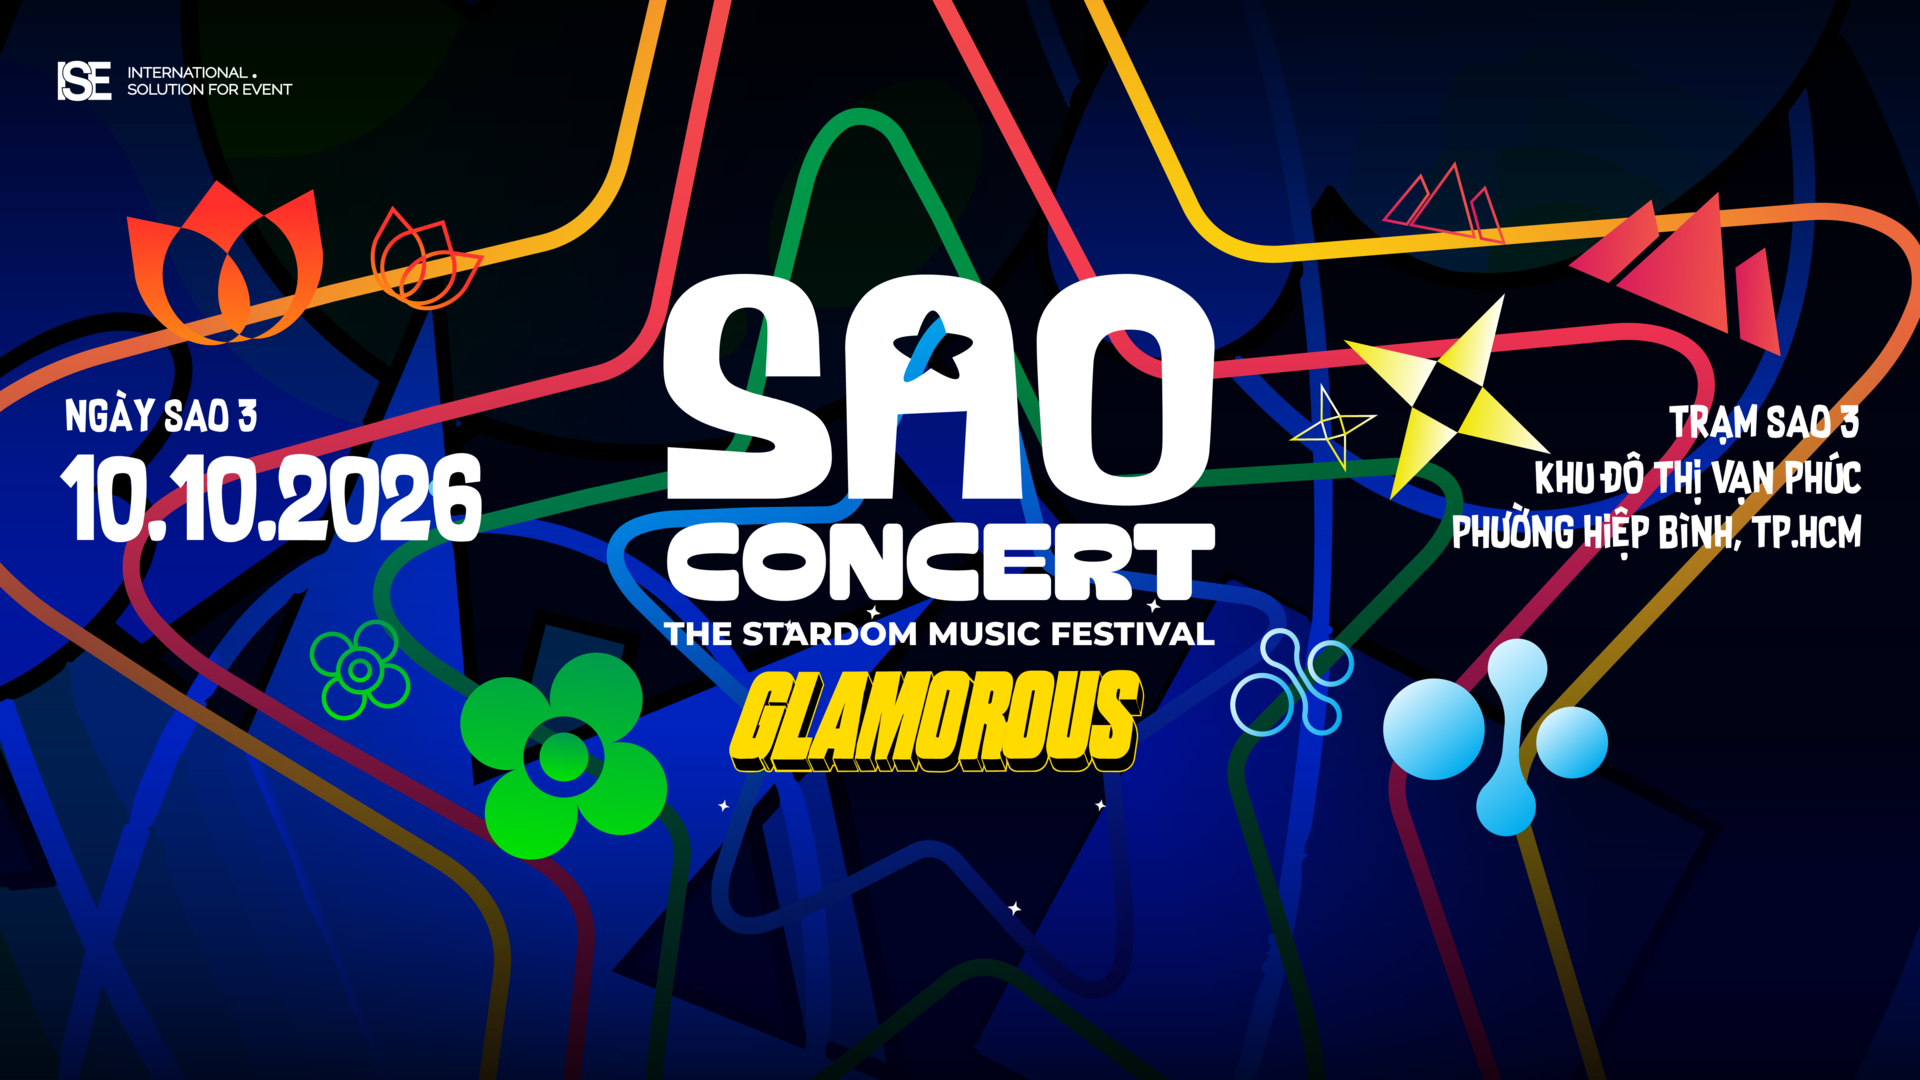 ISE INTERNATIONAL.
SOLUTION FOR EVENT
NGÀY SAO 3
10.10.2026
SAO
CONCERT
THE STARDOM MUSIC FESTIVAL
GLAMOROUS
TRẠM SAO 3
KHU ĐÔ THỊ VẠN PHÚC
PHƯỜNG HIỆP BÌNH, TP.HCM